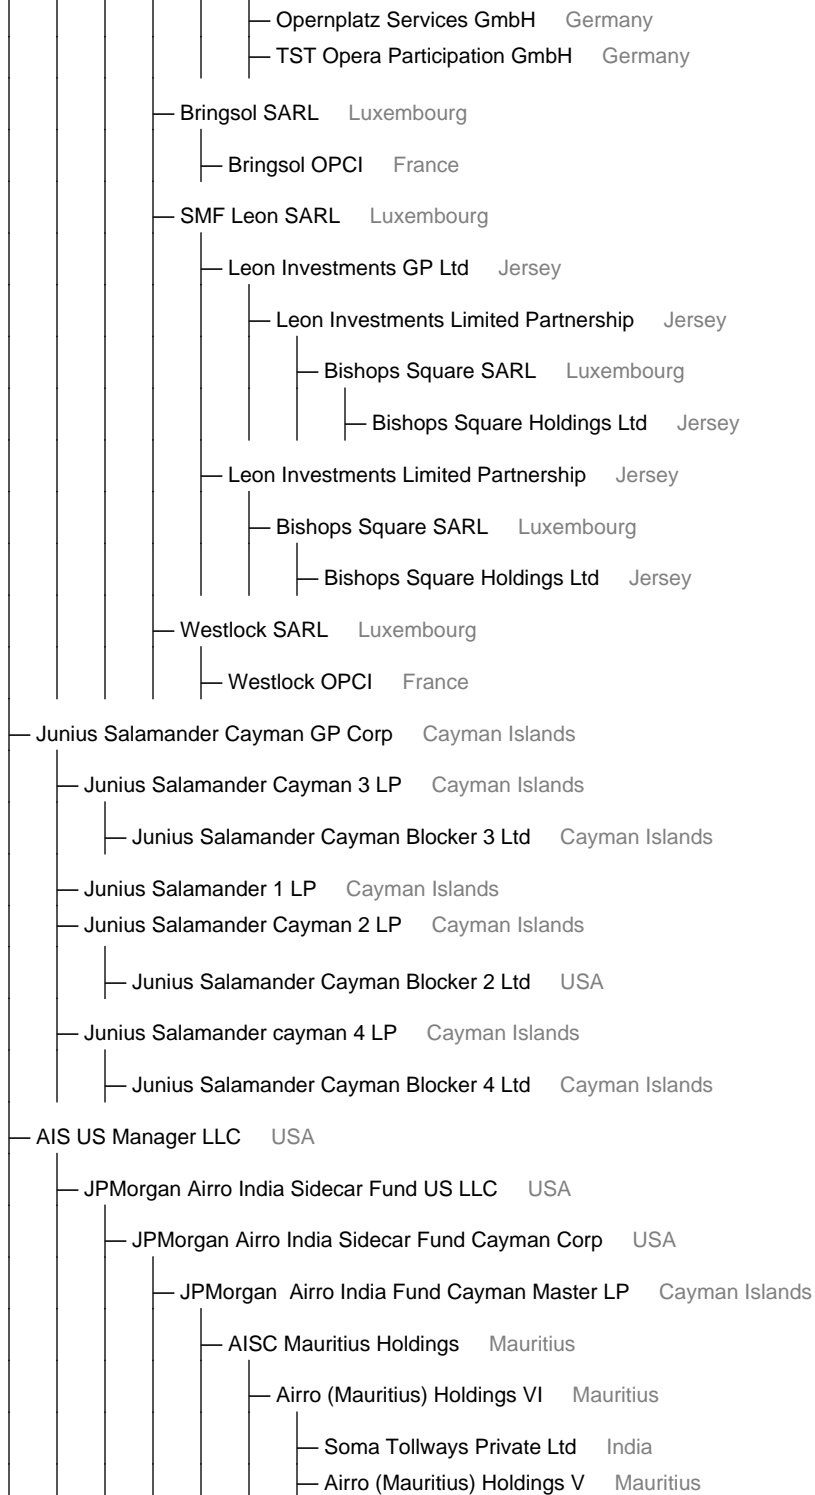 Opernplatz Services GmbH Germany
TST Opera Participation GmbH Germany
Bringsol SARL Luxembourg
Bringsol OPCI France
SMF Leon SARL Luxembourg
Leon Investments GP Ltd Jersey
Leon Investments Limited Partnership Jersey
Bishops Square SARL Luxembourg
Bishops Square Holdings Ltd Jersey
Leon Investments Limited Partnership Jersey
Bishops Square SARL Luxembourg
Bishops Square Holdings Ltd Jersey
Westlock SARL Luxembourg
Westlock OPCI France
Junius Salamander Cayman GP Corp Cayman Islands
Junius Salamander Cayman 3 LP Cayman Islands
Junius Salamander Cayman Blocker 3 Ltd Cayman Islands
Junius Salamander 1 LP Cayman Islands
Junius Salamander Cayman 2 LP Cayman Islands
Junius Salamander Cayman Blocker 2 Ltd USA
Junius Salamander cayman 4 LP Cayman Islands
Junius Salamander Cayman Blocker 4 Ltd Cayman Islands
AIS US Manager LLC USA
JPMorgan Airro India Sidecar Fund US LLC USA
JPMorgan Airro India Sidecar Fund Cayman Corp USA
JPMorgan Airro India Fund Cayman Master LP Cayman Islands
AISC Mauritius Holdings Mauritius
Airro (Mauritius) Holdings VI Mauritius
Soma Tollways Private Ltd India
Airro (Mauritius) Holdings V Mauritius